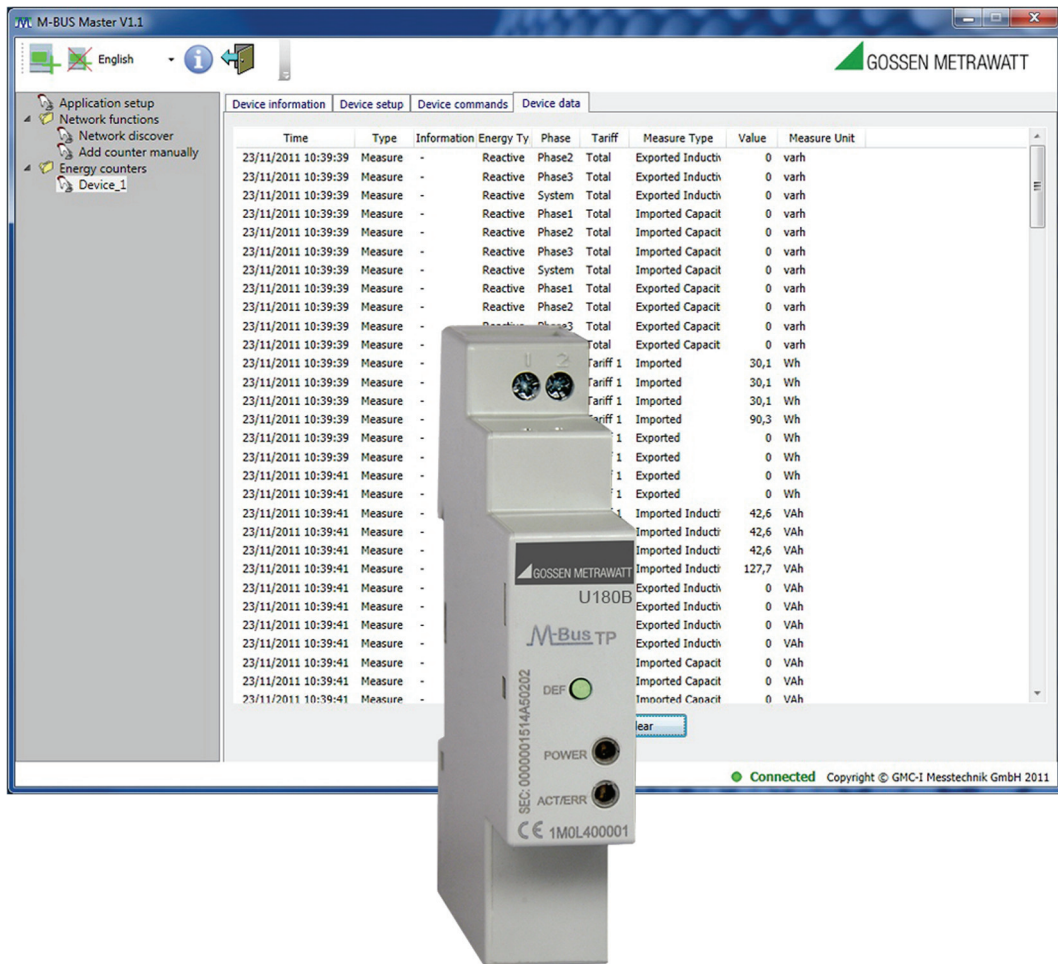 M-BUS Master V1.1
English
GOSSEN METRAWATT
Application setup
Network functions
Network discover
Add counter manually
Energy counters
Device_1
Device information Device setup Device commands Device data
Time Type Information Energy Ty Phase Tariff Measure Type Value Measure Unit
23/11/2011 10:39:39 Measure - Reactive Phase2 Total Exported Inductiv 0 varh
23/11/2011 10:39:39 Measure - Reactive Phase3 Total Exported Inductiv 0 varh
23/11/2011 10:39:39 Measure - Reactive System Total Exported Inductiv 0 varh
23/11/2011 10:39:39 Measure - Reactive Phase1 Total Imported Capacit 0 varh
23/11/2011 10:39:39 Measure - Reactive Phase2 Total Imported Capacit 0 varh
23/11/2011 10:39:39 Measure - Reactive Phase3 Total Imported Capacit 0 varh
23/11/2011 10:39:39 Measure - Reactive System Total Imported Capacit 0 varh
23/11/2011 10:39:39 Measure - Reactive Phase1 Total Exported Capacit 0 varh
23/11/2011 10:39:39 Measure - Reactive Phase2 Total Exported Capacit 0 varh
23/11/2011 10:39:39 Measure - Reactive Phase3 Total Exported Capacit 0 varh
23/11/2011 10:39:39 Measure - Total Exported Capacit 0 varh
23/11/2011 10:39:39 Measure - Tariff 1 Imported 30,1 Wh
23/11/2011 10:39:39 Measure - Tariff 1 Imported 30,1 Wh
23/11/2011 10:39:39 Measure - Tariff 1 Imported 30,1 Wh
23/11/2011 10:39:39 Measure - Tariff 1 Imported 90,3 Wh
23/11/2011 10:39:39 Measure - 1 Exported 0 Wh
23/11/2011 10:39:39 Measure - 1 Exported 0 Wh
23/11/2011 10:39:41 Measure - 1 Exported 0 Wh
23/11/2011 10:39:41 Measure - 1 Exported 0 Wh
23/11/2011 10:39:41 Measure - 1 Imported Inducti 42,6 VAh
23/11/2011 10:39:41 Measure - Imported Inducti 42,6 VAh
23/11/2011 10:39:41 Measure - Imported Inducti 42,6 VAh
23/11/2011 10:39:41 Measure - Imported Inducti 127,7 VAh
23/11/2011 10:39:41 Measure - Exported Inductiv 0 VAh
23/11/2011 10:39:41 Measure - Exported Inductiv 0 VAh
23/11/2011 10:39:41 Measure - Exported Inductiv 0 VAh
23/11/2011 10:39:41 Measure - Exported Inductiv 0 VAh
23/11/2011 10:39:41 Measure - Imported Capacit 0 VAh
23/11/2011 10:39:41 Measure - Imported Capacit 0 VAh
23/11/2011 10:39:41 Measure - Imported Capacit 0 VAh
lear
Connected Copyright © GMC-I Messtechnik GmbH 2011
1 2
GOSSEN METRAWATT
U180B
M-Bus TP
DEF
POWER
ACT/ERR
SEC: 0000001514A50202
CE 1M0L400001